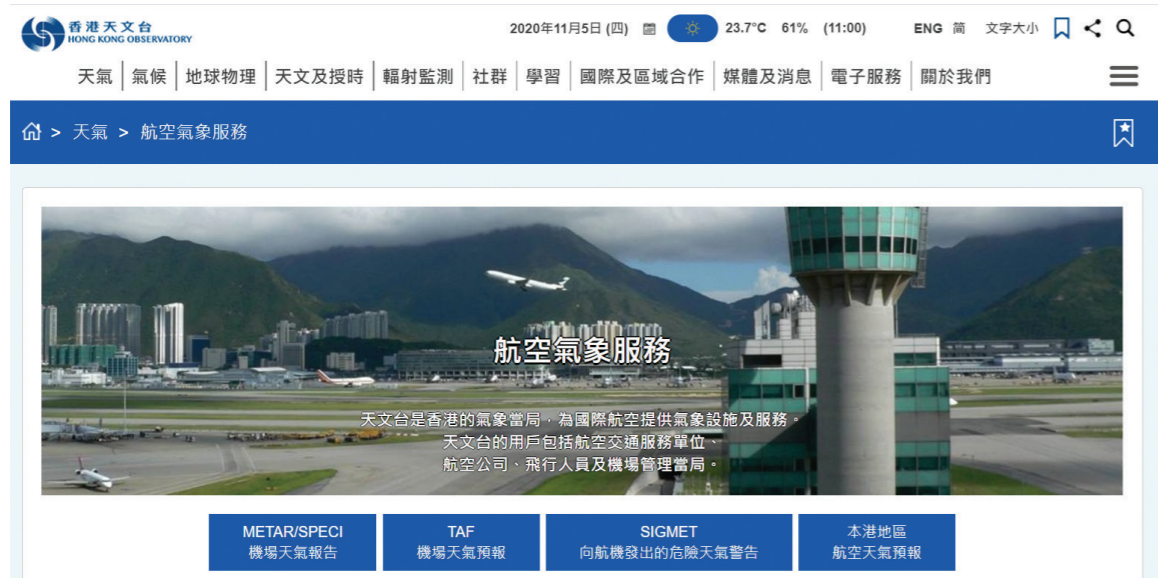 香港天文台
HONG KONG OBSERVATORY
2020年11月5日 (四) 23.7°C 61% (11:00) ENG 简 文字大小
天氣 氣候 地球物理 天文及授時 輻射監測 社群 學習 國際及區域合作 媒體及消息 電子服務 關於我們
> 天氣 > 航空氣象服務
航空氣象服務
天文台是香港的氣象當局，為國際航空提供氣象設施及服務。
天文台的用戶包括航空交通服務單位、
航空公司、飛行人員及機場管理當局。
METAR/SPECI
機場天氣報告
TAF
機場天氣預報
SIGMET
向航機發出的危險天氣警告
本港地區
航空天氣預報